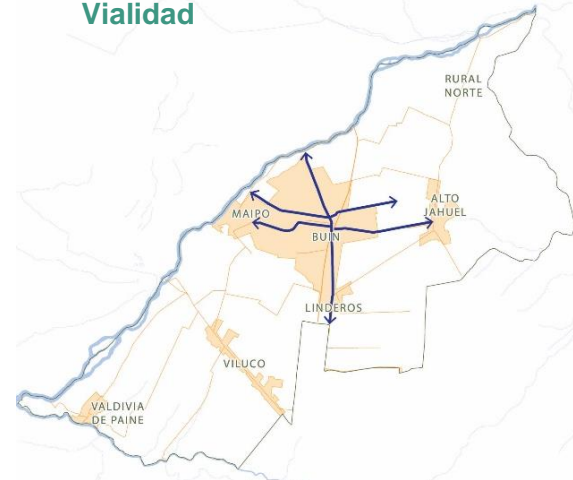 Vialidad
RURAL
NORTE
ALTO
JAHUEL
MAIPO
BUIN
LINDEROS
VILUCO
VALDIVIA
DE PAINE